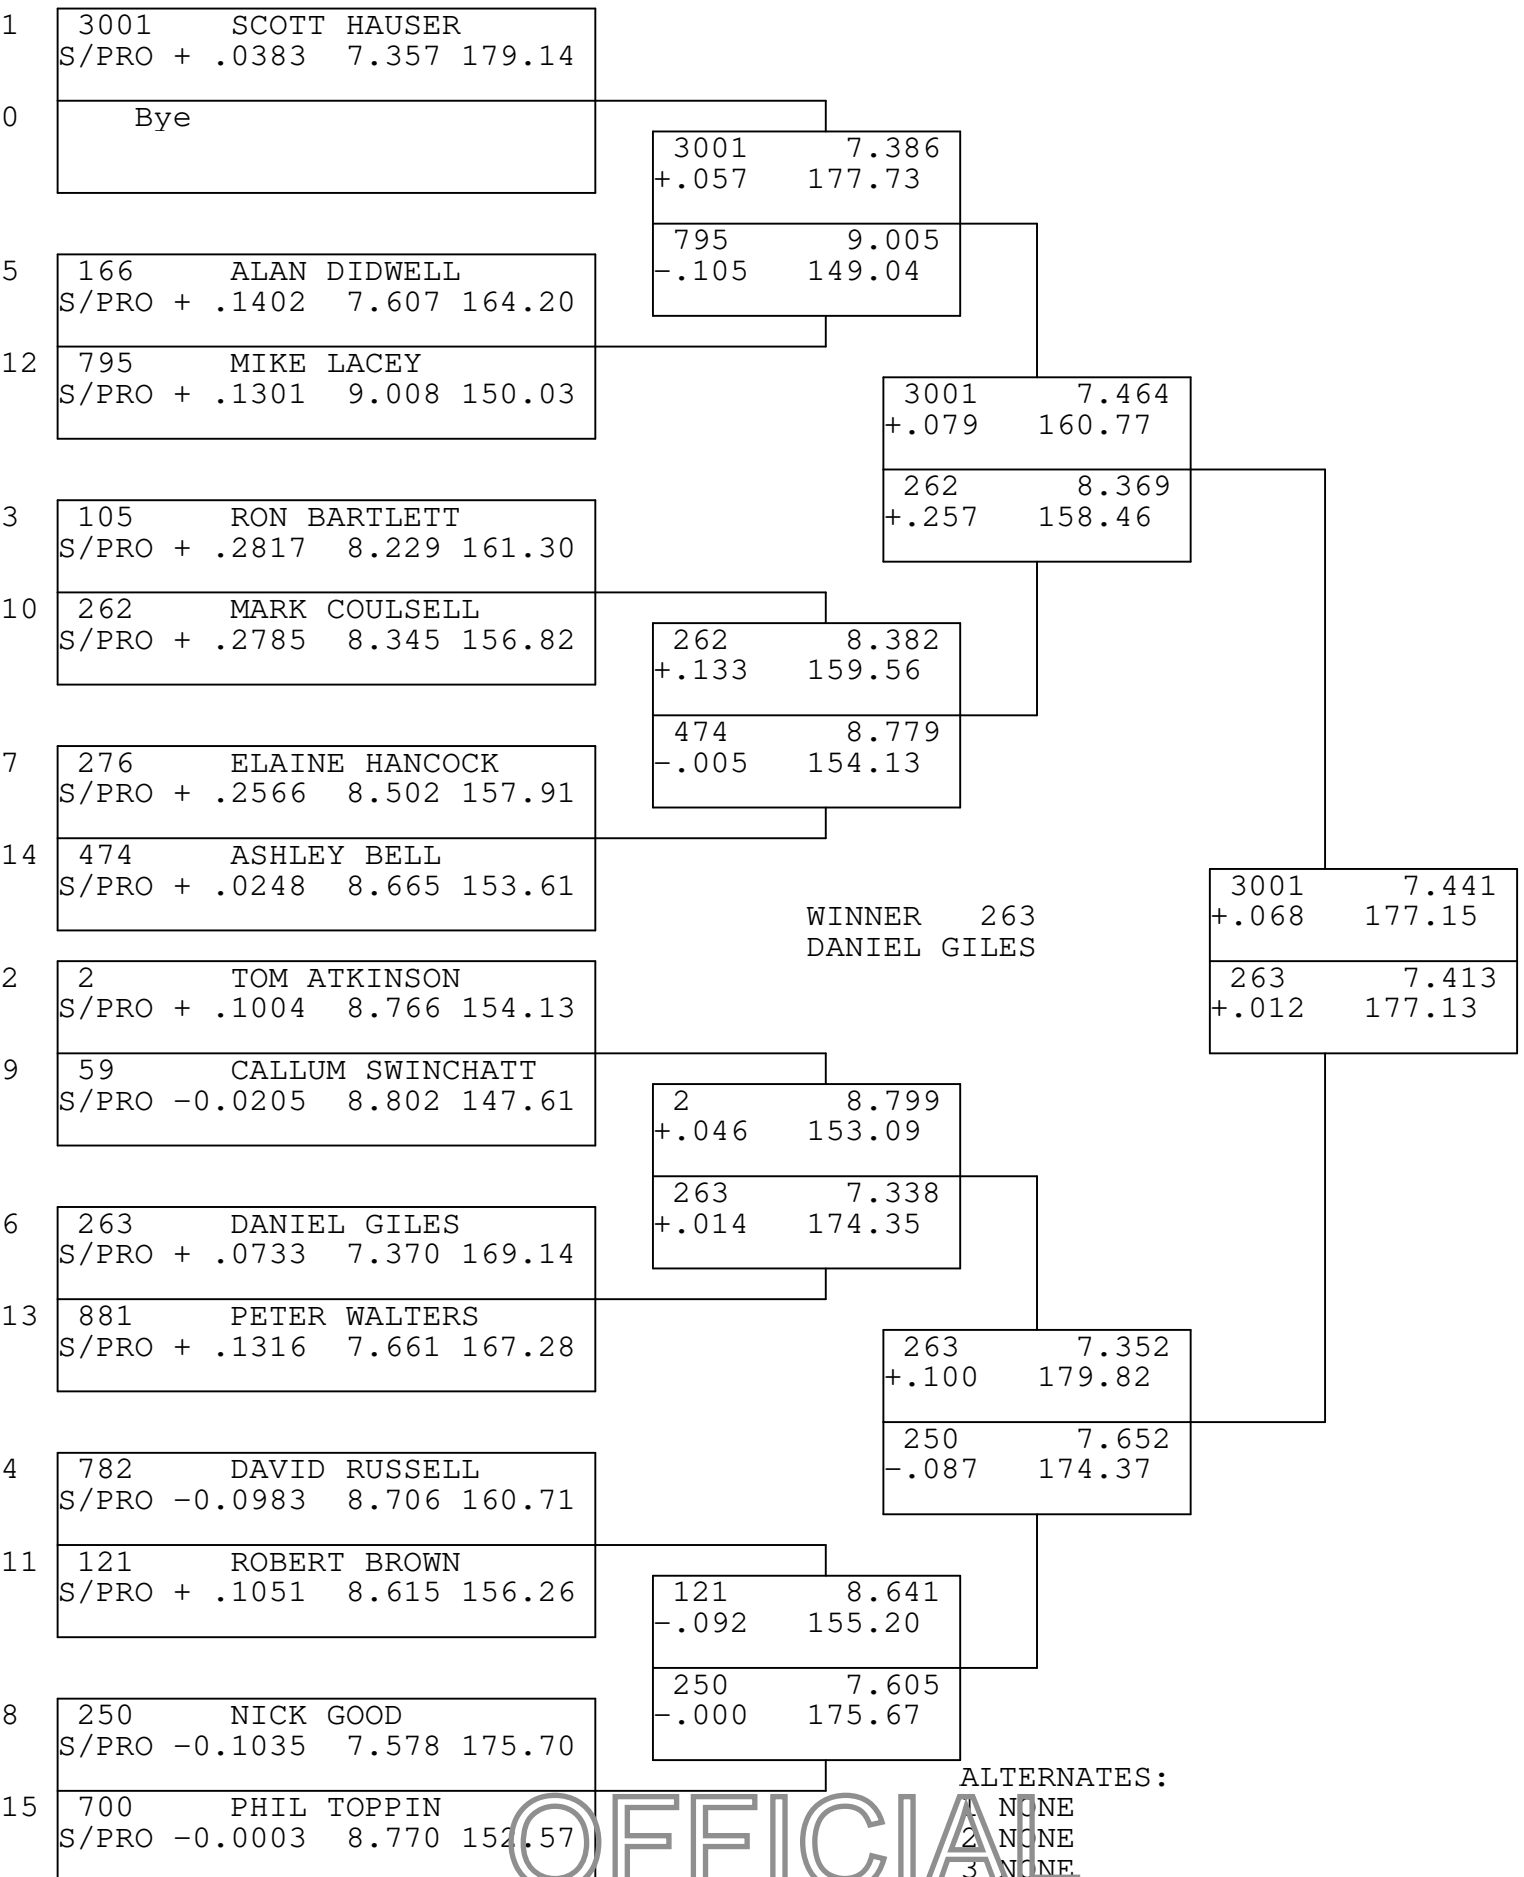 1 3001 SCOTT HAUSER
S/PRO + .0383 7.357 179.14
0 Bye
5 166 ALAN DIDWELL
S/PRO + .1402 7.607 164.20
12 795 MIKE LACEY
S/PRO + .1301 9.008 150.03
3 105 RON BARTLETT
S/PRO + .2817 8.229 161.30
10 262 MARK COULSELL
S/PRO + .2785 8.345 156.82
7 276 ELAINE HANCOCK
S/PRO + .2566 8.502 157.91
14 474 ASHLEY BELL
S/PRO + .0248 8.665 153.61
2 2 TOM ATKINSON
S/PRO + .1004 8.766 154.13
9 59 CALLUM SWINCHATT
S/PRO -0.0205 8.802 147.61
6 263 DANIEL GILES
S/PRO + .0733 7.370 169.14
13 881 PETER WALTERS
S/PRO + .1316 7.661 167.28
4 782 DAVID RUSSELL
S/PRO -0.0983 8.706 160.71
11 121 ROBERT BROWN
S/PRO + .1051 8.615 156.26
8 250 NICK GOOD
S/PRO -0.1035 7.578 175.70
15 700 PHIL TOPPIN
S/PRO -0.0003 8.770 152.57
3001 7.386
+.057 177.73
795 9.005
-.105 149.04
262 8.382
+.133 159.56
474 8.779
-.005 154.13
2 8.799
+.046 153.09
263 7.338
+.014 174.35
121 8.641
-.092 155.20
250 7.605
-.000 175.67
3001 7.464
+.079 160.77
262 8.369
+.257 158.46
263 7.352
+.100 179.82
250 7.652
-.087 174.37
3001 7.441
+.068 177.15
263 7.413
+.012 177.13
WINNER 263
DANIEL GILES
ALTERNATES:
1 NONE
2 NONE
3 NONE
OFFICIAL